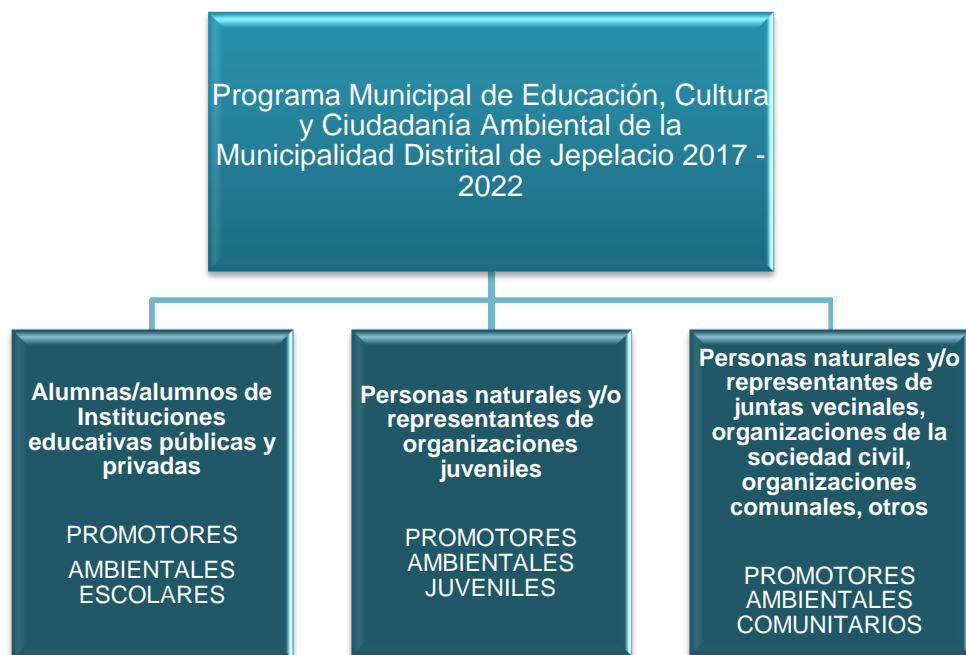 Programa Municipal de Educación, Cultura
y Ciudadanía Ambiental de la
Municipalidad Distrital de Jepelacio 2017 -
2022
Alumnas/alumnos de
Instituciones
educativas públicas y
privadas
PROMOTORES
AMBIENTALES
ESCOLARES
Personas naturales y/o
representantes de
organizaciones
juveniles
PROMOTORES
AMBIENTALES
JUVENILES
Personas naturales y/o
representantes de
juntas vecinales,
organizaciones de la
sociedad civil,
organizaciones
comunales, otros
PROMOTORES
AMBIENTALES
COMUNITARIOS